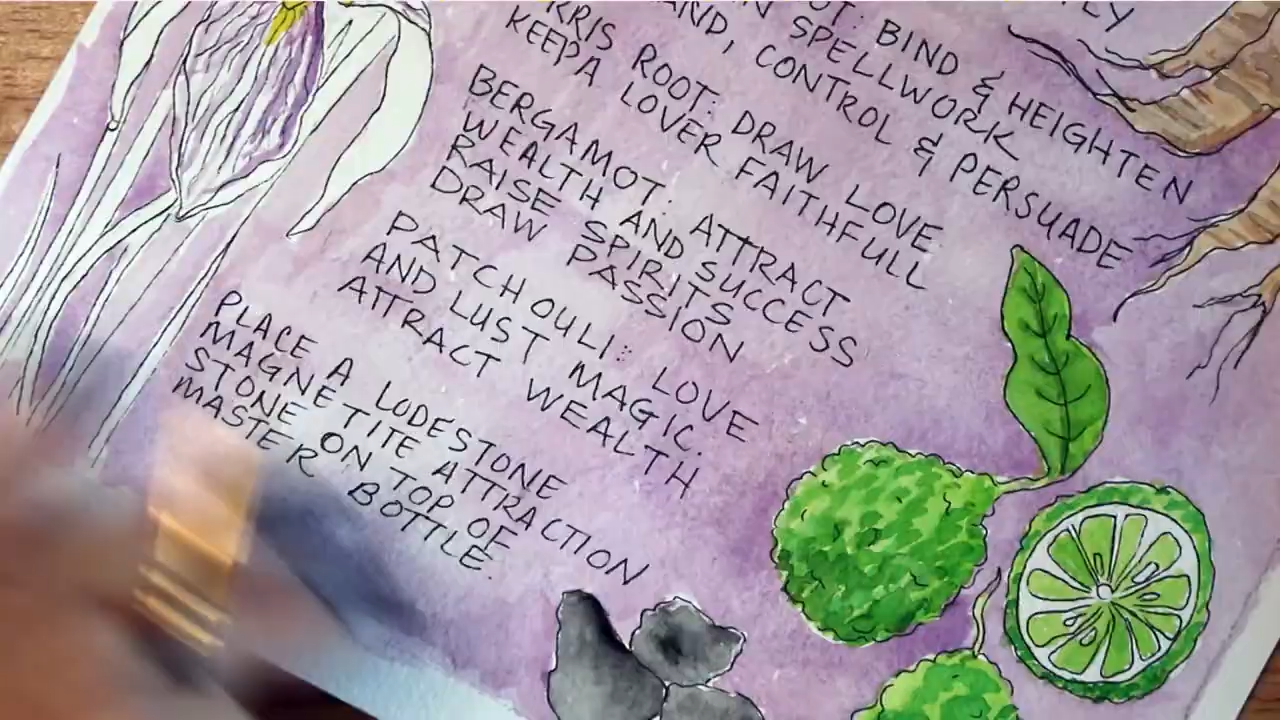 LY
OT: BIND & HEIGHTEN
N SPELLWORK
AND, CONTROL & PERSUADE
RRIS ROOT: DRAW LOVE
KEEP A LOVER FAITHFULL
BERGAMOT: ATTRACT
WEALTH AND SUCCESS
RAISE SPIRITS
DRAW PASSION
PATCHOULI: LOVE
AND LUST MAGIC.
ATTRACT WEALTH
PLACE A LODESTONE
MAGNETITE ATTRACTION
STONE ON TOP OF
MASTER BOTTLE.